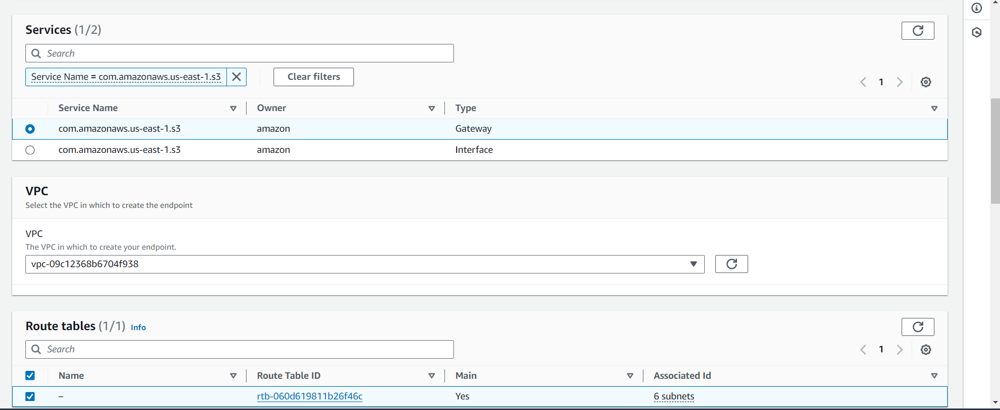 Services (1/2)
Search
Service Name = com.amazonaws.us-east-1.s3
Clear filters
1
Service Name Owner Type
com.amazonaws.us-east-1.s3 amazon Gateway
com.amazonaws.us-east-1.s3 amazon Interface
VPC
Select the VPC in which to create the endpoint
VPC
The VPC in which to create your endpoint.
vpc-09c12368b6704f938
Route tables (1/1) Info
Search
1
Name Route Table ID Main Associated Id
– rtb-060d619811b26f46c Yes 6 subnets